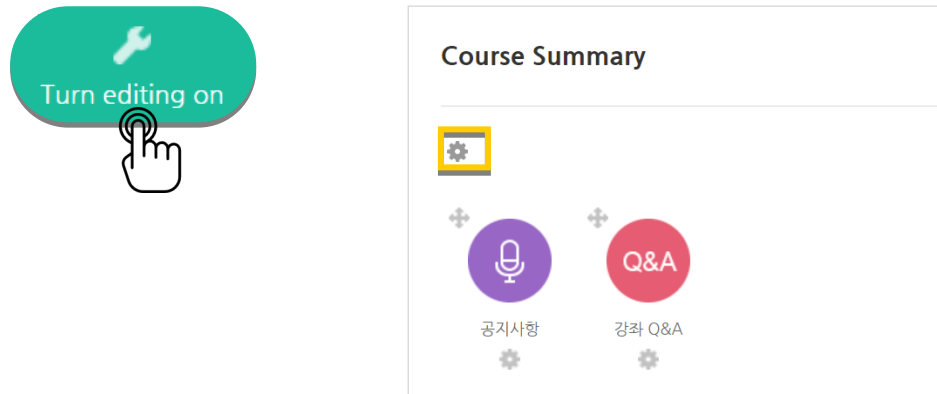 Turn editing on
Course Summary
Q&A
공지사항
강좌 Q&A